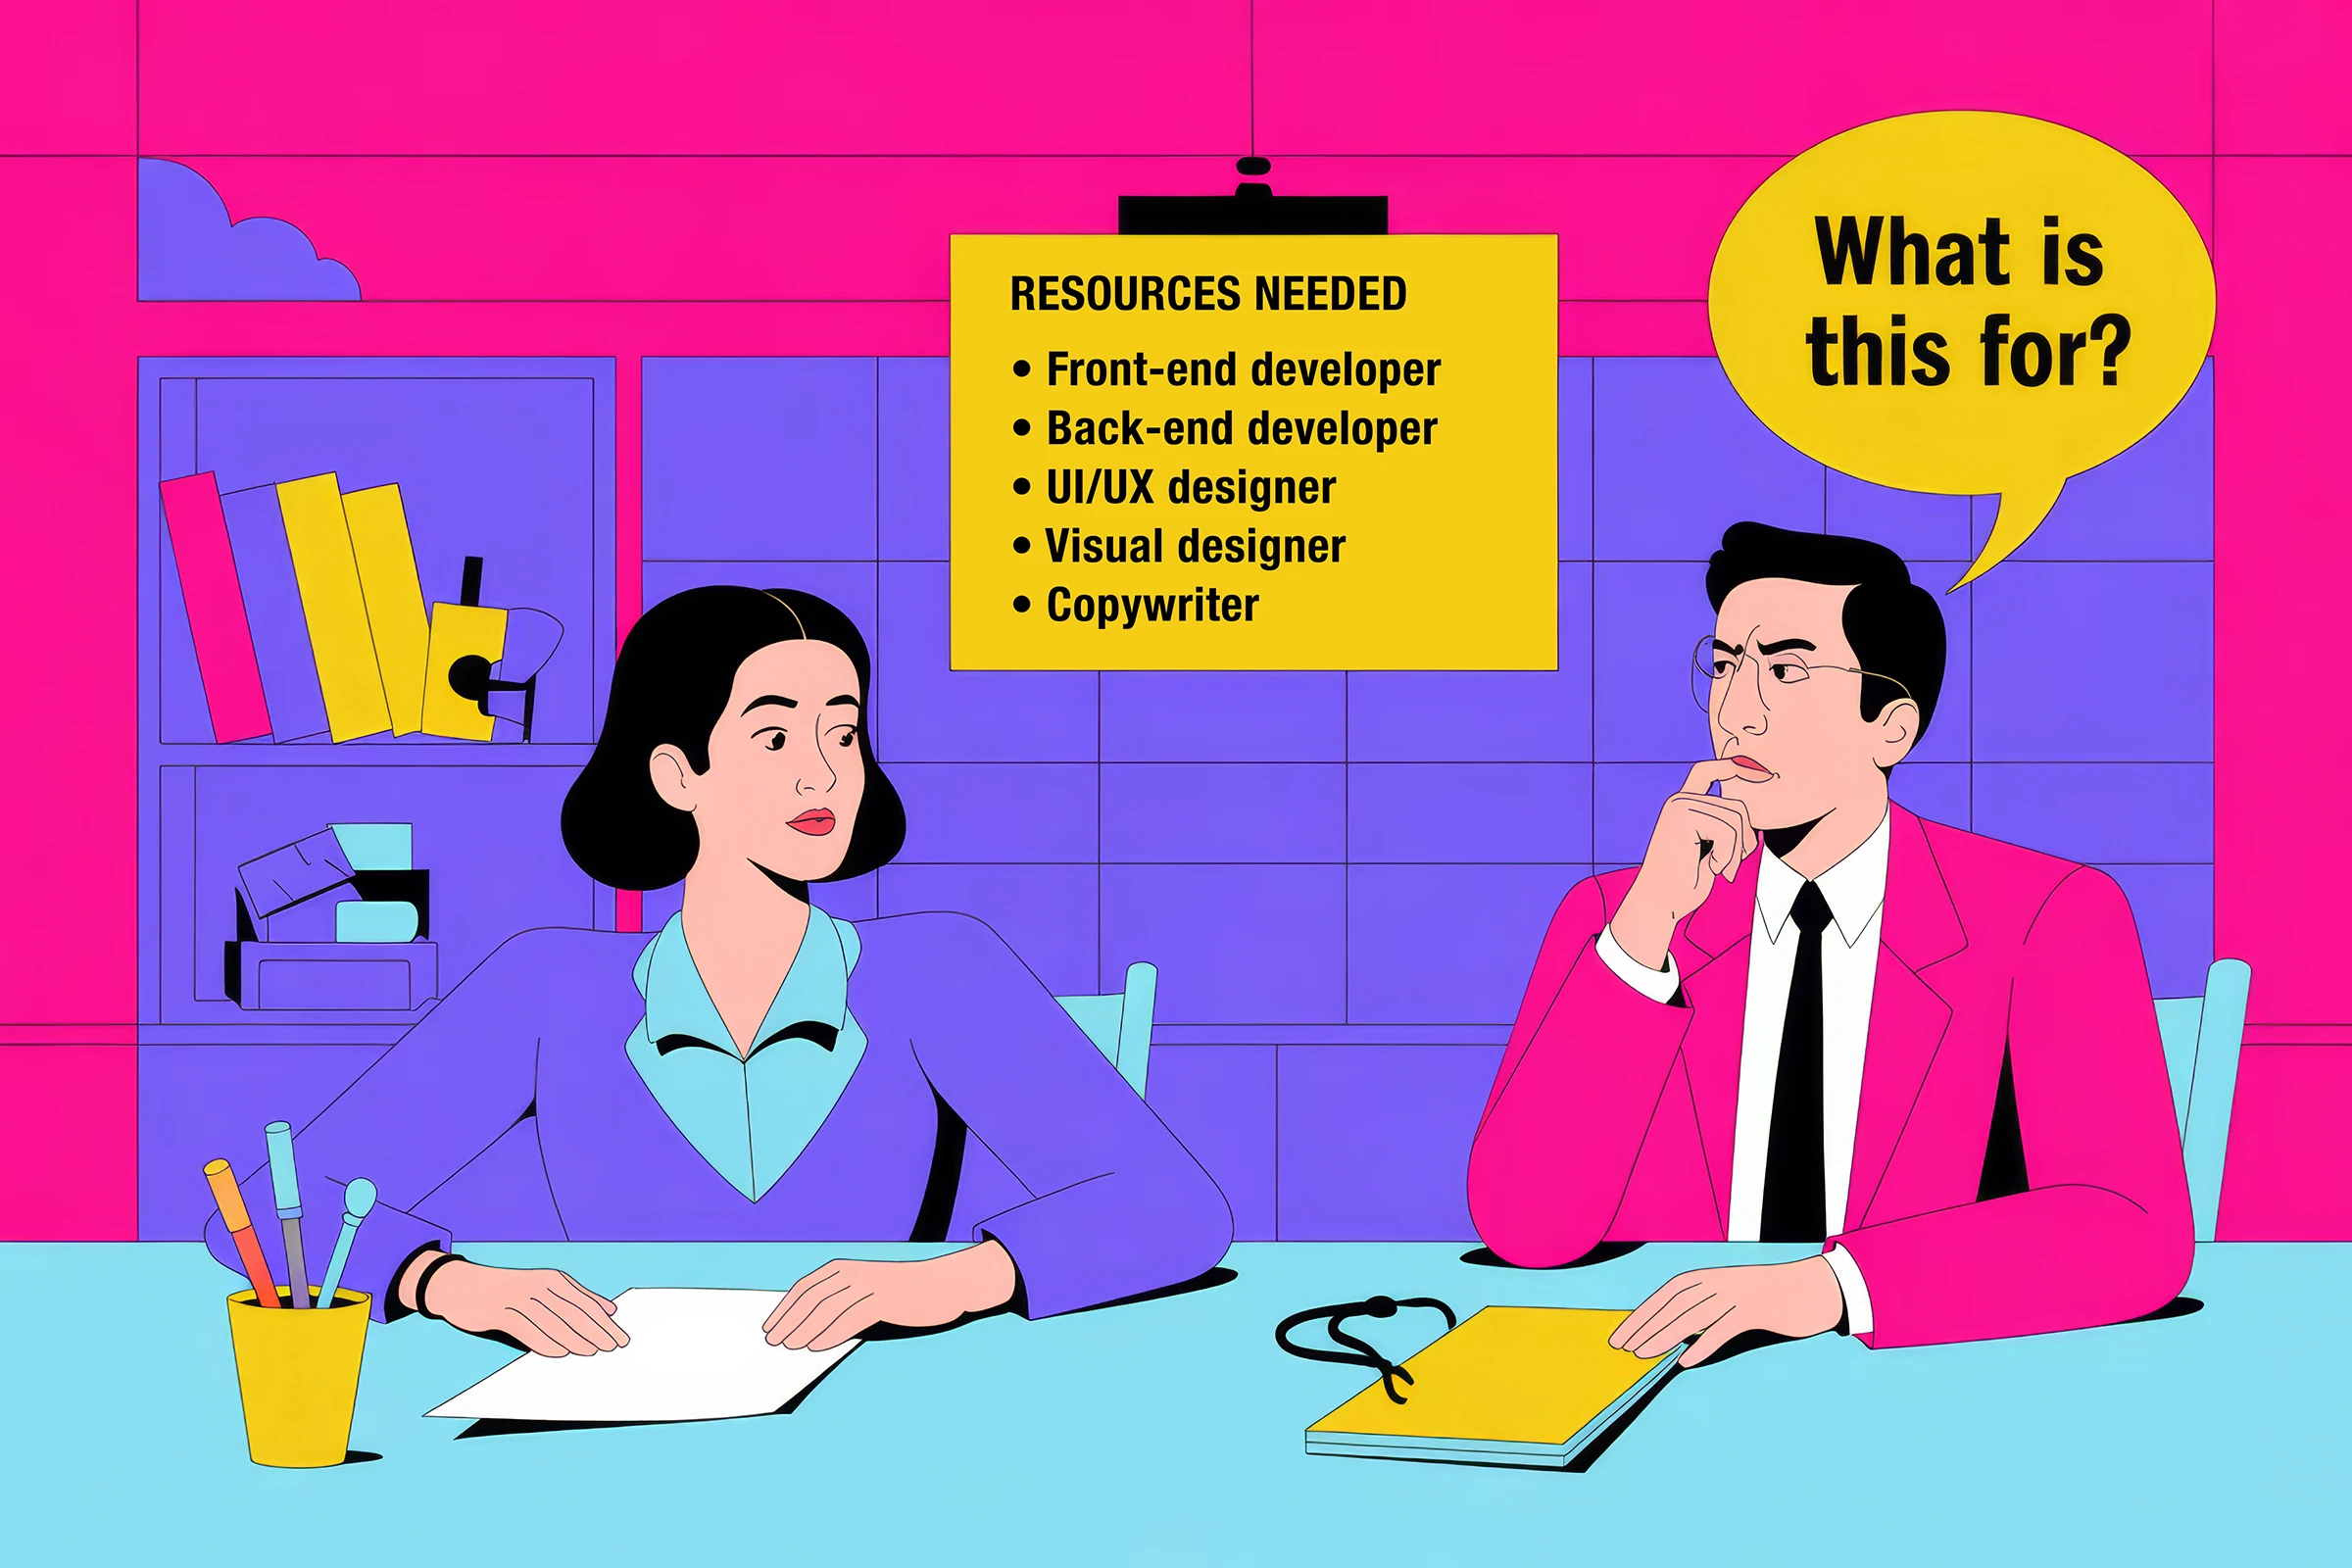 RESOURCES NEEDED
• Front-end developer
• Back-end developer
• UI/UX designer
• Visual designer
• Copywriter
What is
this for?